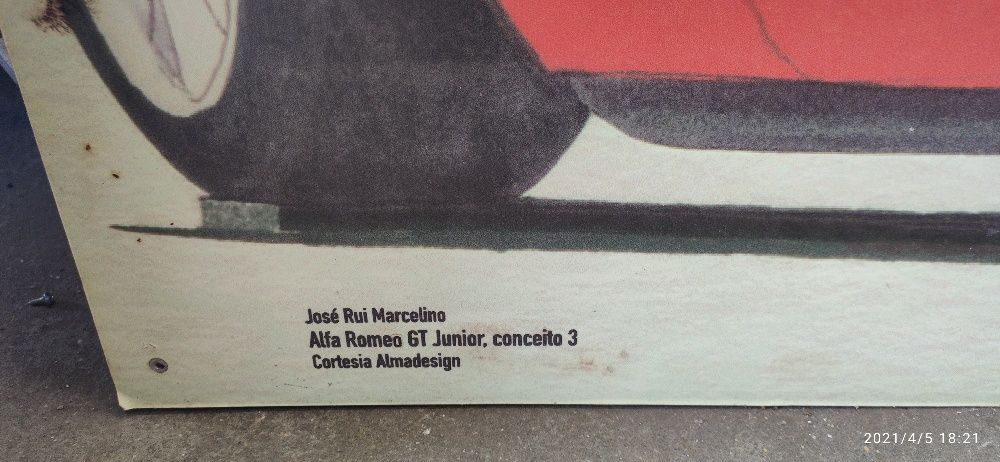 José Rui Marcelino
Alfa Romeo GT Junior, conceito 3
Cortesia Almadesign
2021/4/5 18:21